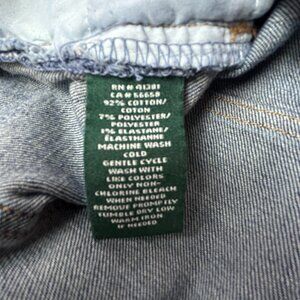 RN # 41381
CA # 56658
92% COTTON/
COTON
7% POLYESTER/
POLYESTER
1% ELASTANE/
ÉLASTHANNE
MACHINE WASH
COLD
GENTLE CYCLE
WASH WITH
LIKE COLORS
ONLY NON-
CHLORINE BLEACH
WHEN NEEDED
REMOVE PROMPTLY
TUMBLE DRY LOW
WARM IRON
IF NEEDED